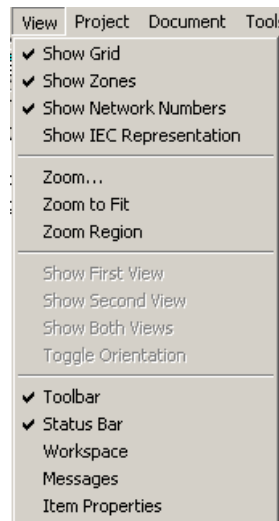 View Project Document Tool
Show Grid
Show Zones
Show Network Numbers
Show IEC Representation
Zoom...
Zoom to Fit
Zoom Region
Show First View
Show Second View
Show Both Views
Toggle Orientation
Toolbar
Status Bar
Workspace
Messages
Item Properties